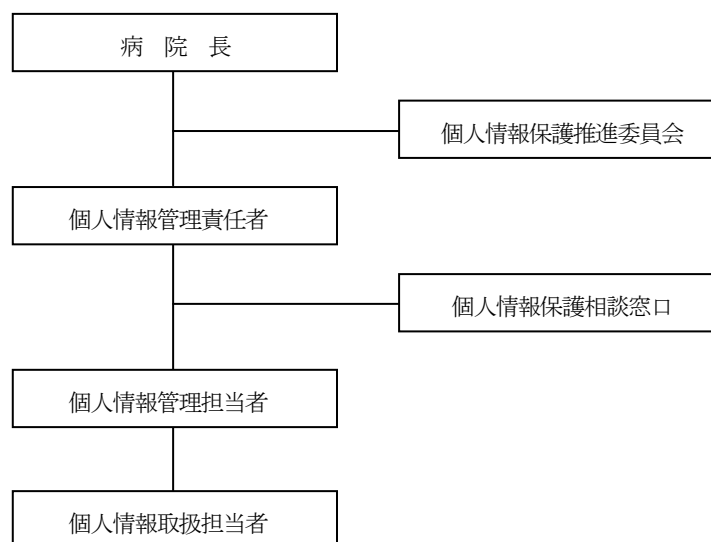 病　院　長
個人情報保護推進委員会
個人情報管理責任者
個人情報保護相談窓口
個人情報管理担当者
個人情報取扱担当者